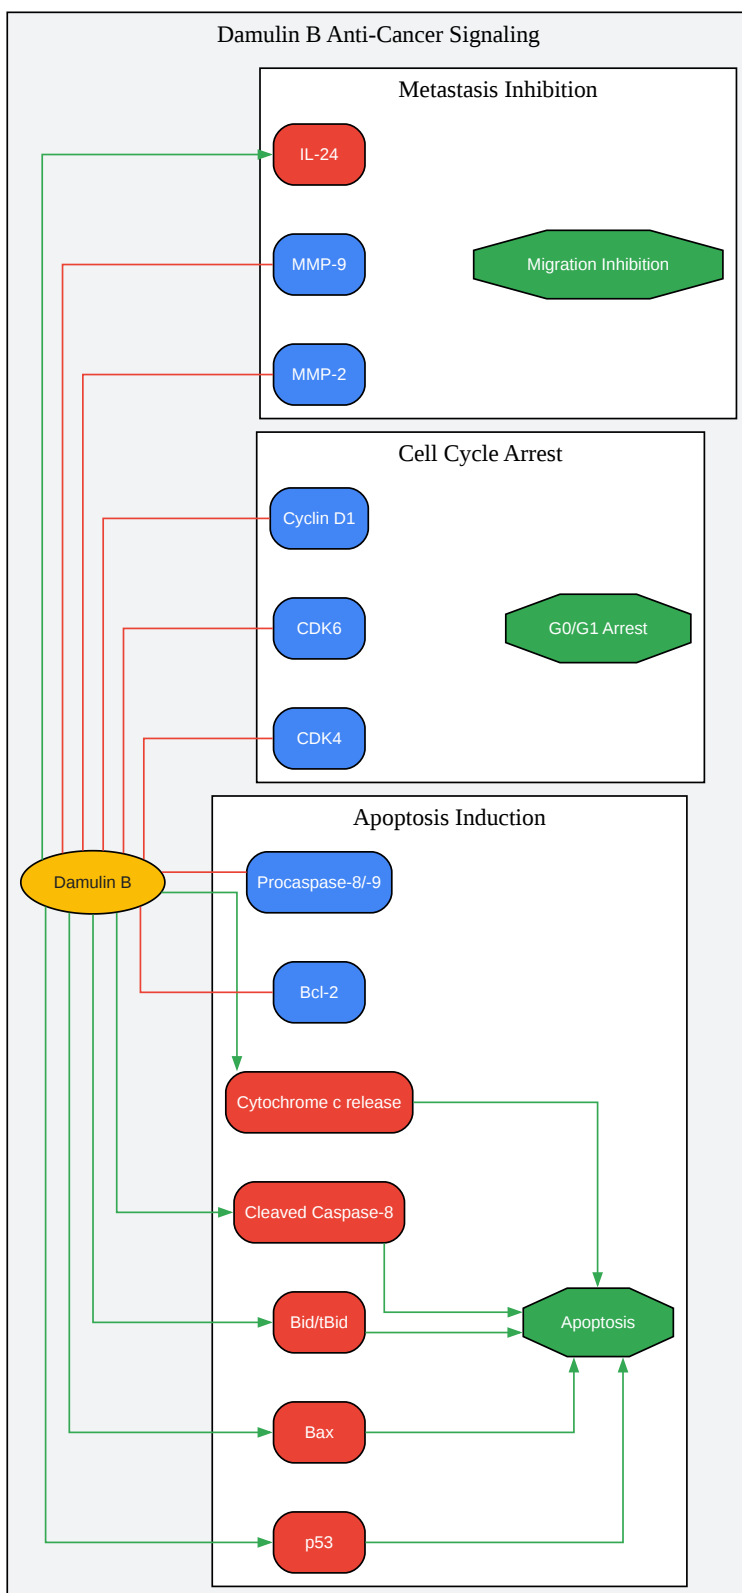 Damulin B Anti-Cancer Signaling
Metastasis Inhibition
IL-24
MMP-9
Migration Inhibition
MMP-2
Cell Cycle Arrest
Cyclin D1
CDK6
G0/G1 Arrest
CDK4
Apoptosis Induction
Damulin B
Procaspase-8/-9
Bcl-2
Cytochrome c release
Cleaved Caspase-8
Bid/tBid
Apoptosis
Bax
p53